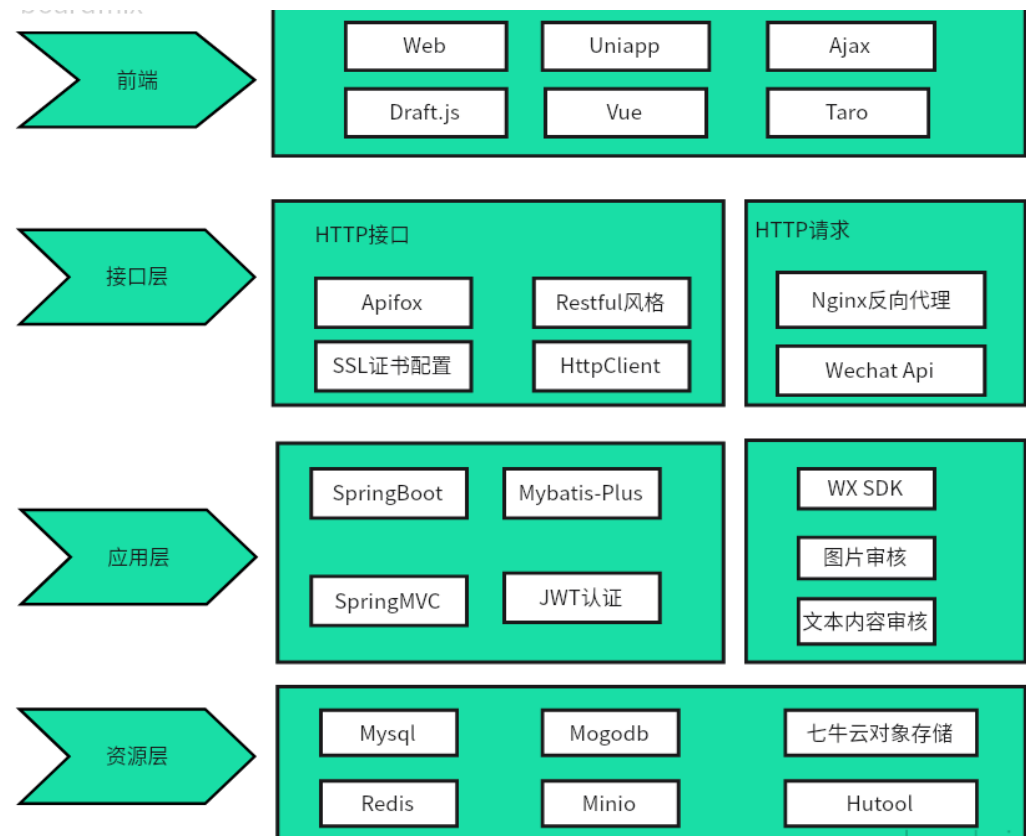 前端
Web
Uniapp
Ajax
Draft.js
Vue
Taro
接口层
HTTP接口
Apifox
Restful风格
SSL证书配置
HttpClient
HTTP请求
Nginx反向代理
Wechat Api
应用层
SpringBoot
Mybatis-Plus
SpringMVC
JWT认证
WX SDK
图片审核
文本内容审核
资源层
Mysql
Mogodb
七牛云对象存储
Redis
Minio
Hutool